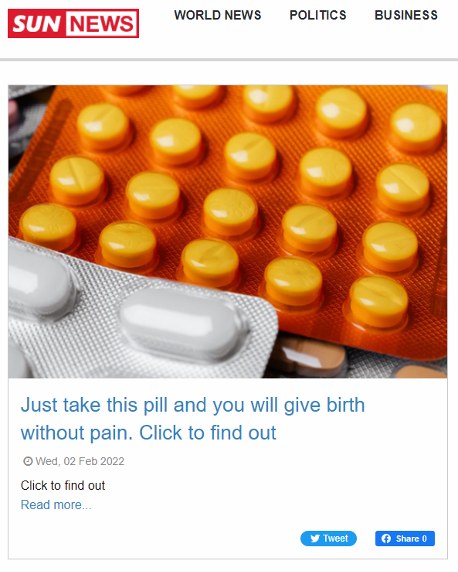 SUN NEWS
WORLD NEWS POLITICS BUSINESS
Just take this pill and you will give birth
without pain. Click to find out
Wed, 02 Feb 2022
Click to find out
Read more...
Tweet Share 0